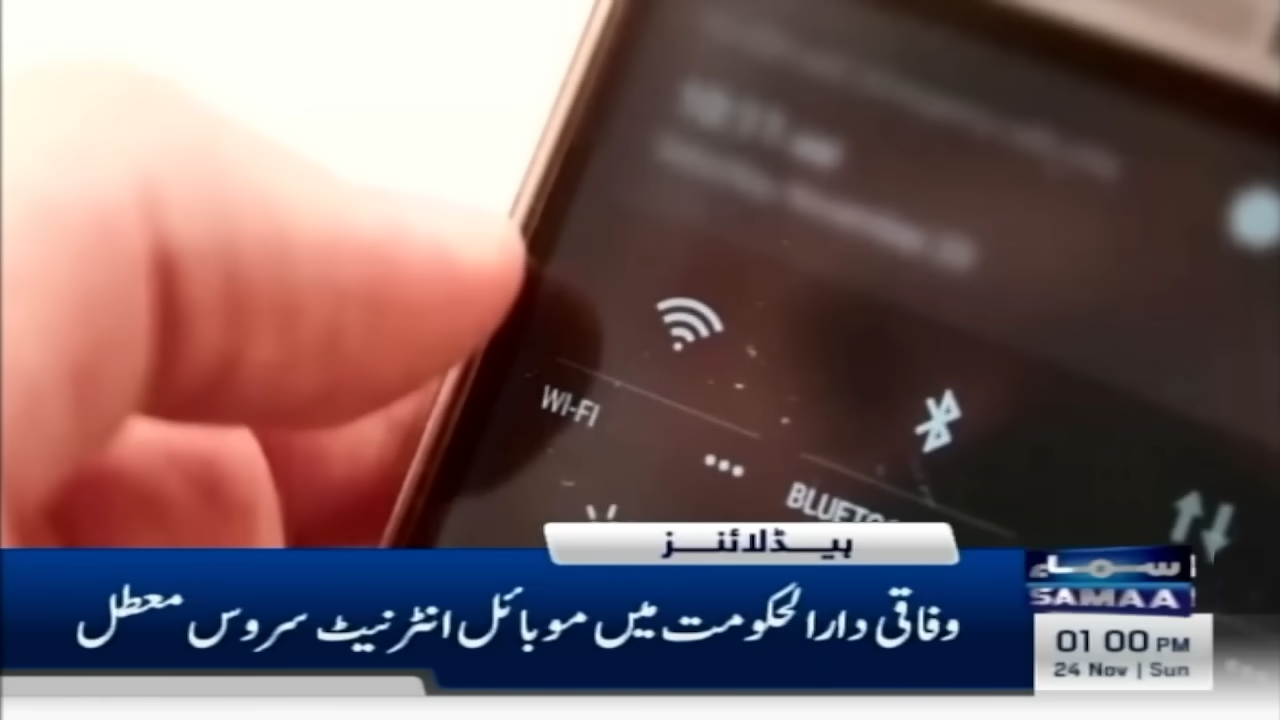 WI-FI
ہیڈلائنز
وفاقی دارالحکومت میں موبائل انٹرنیٹ سروس معطل
سماء
SAMAA
01 00 PM
24 Nov | Sun